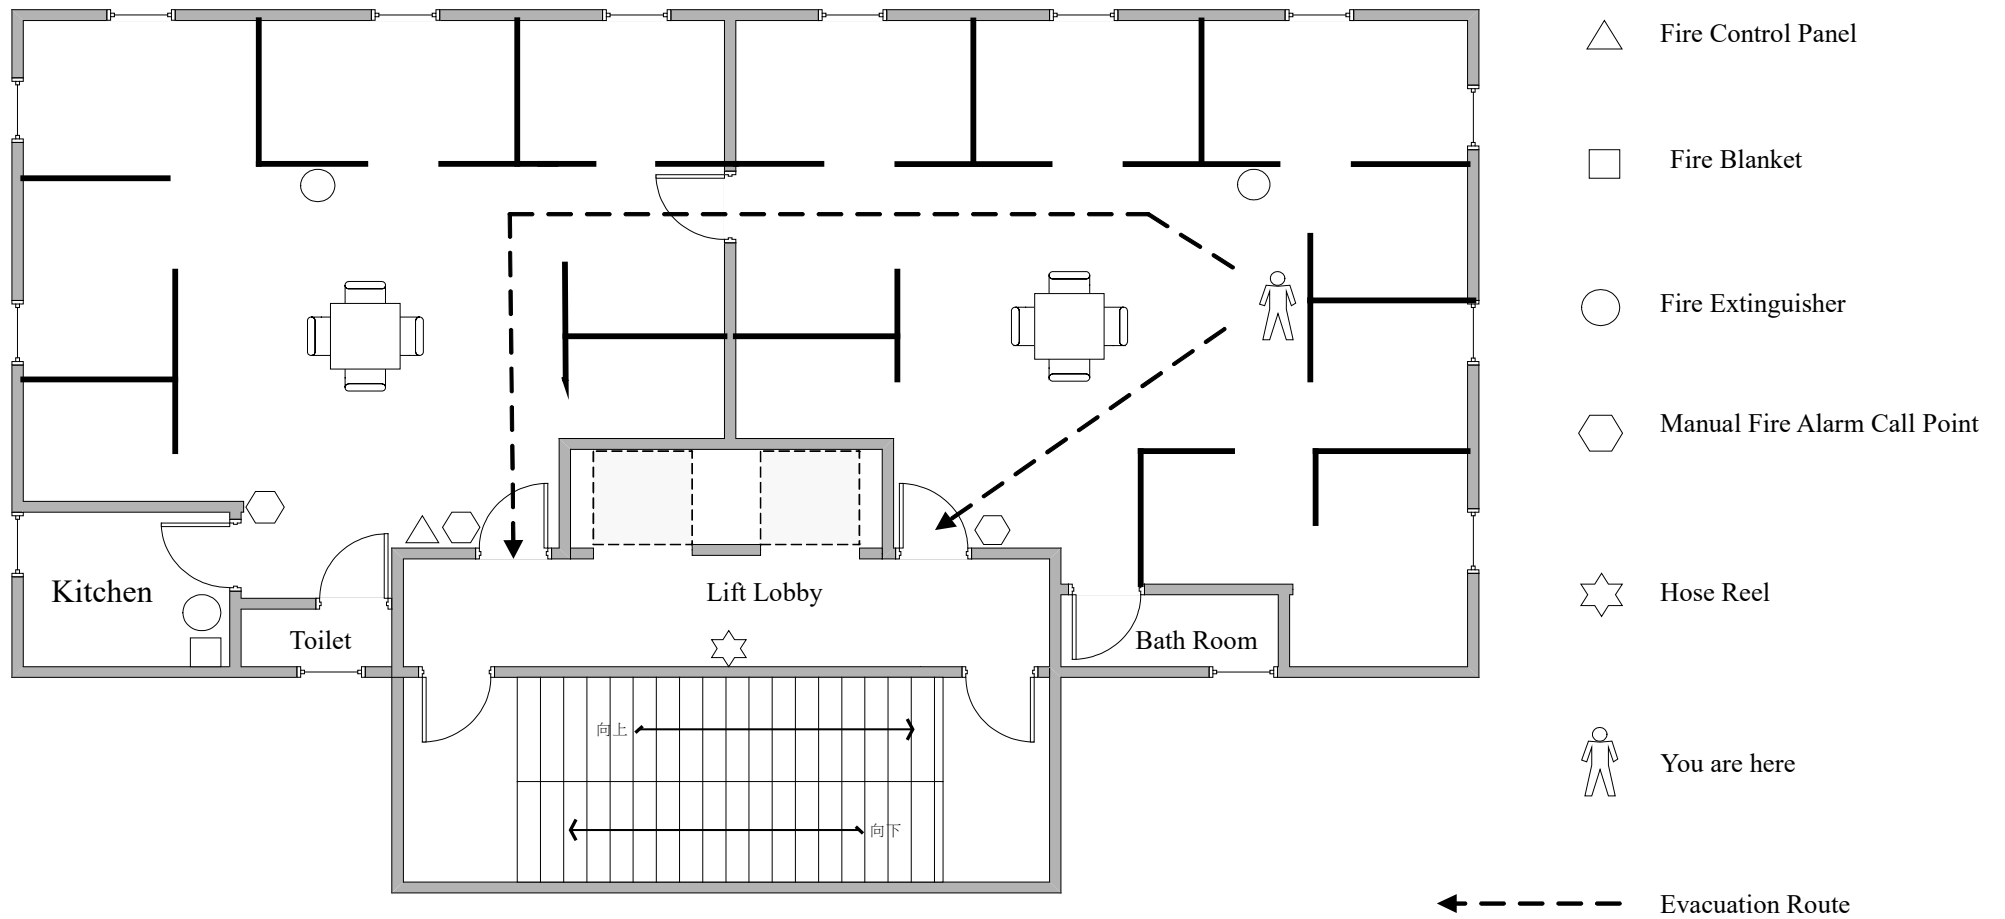 Fire Control Panel
Fire Blanket
Fire Extinguisher
Manual Fire Alarm Call Point
Kitchen
Lift Lobby
Hose Reel
Toilet
Bath Room
向上
You are here
向下
Evacuation Route